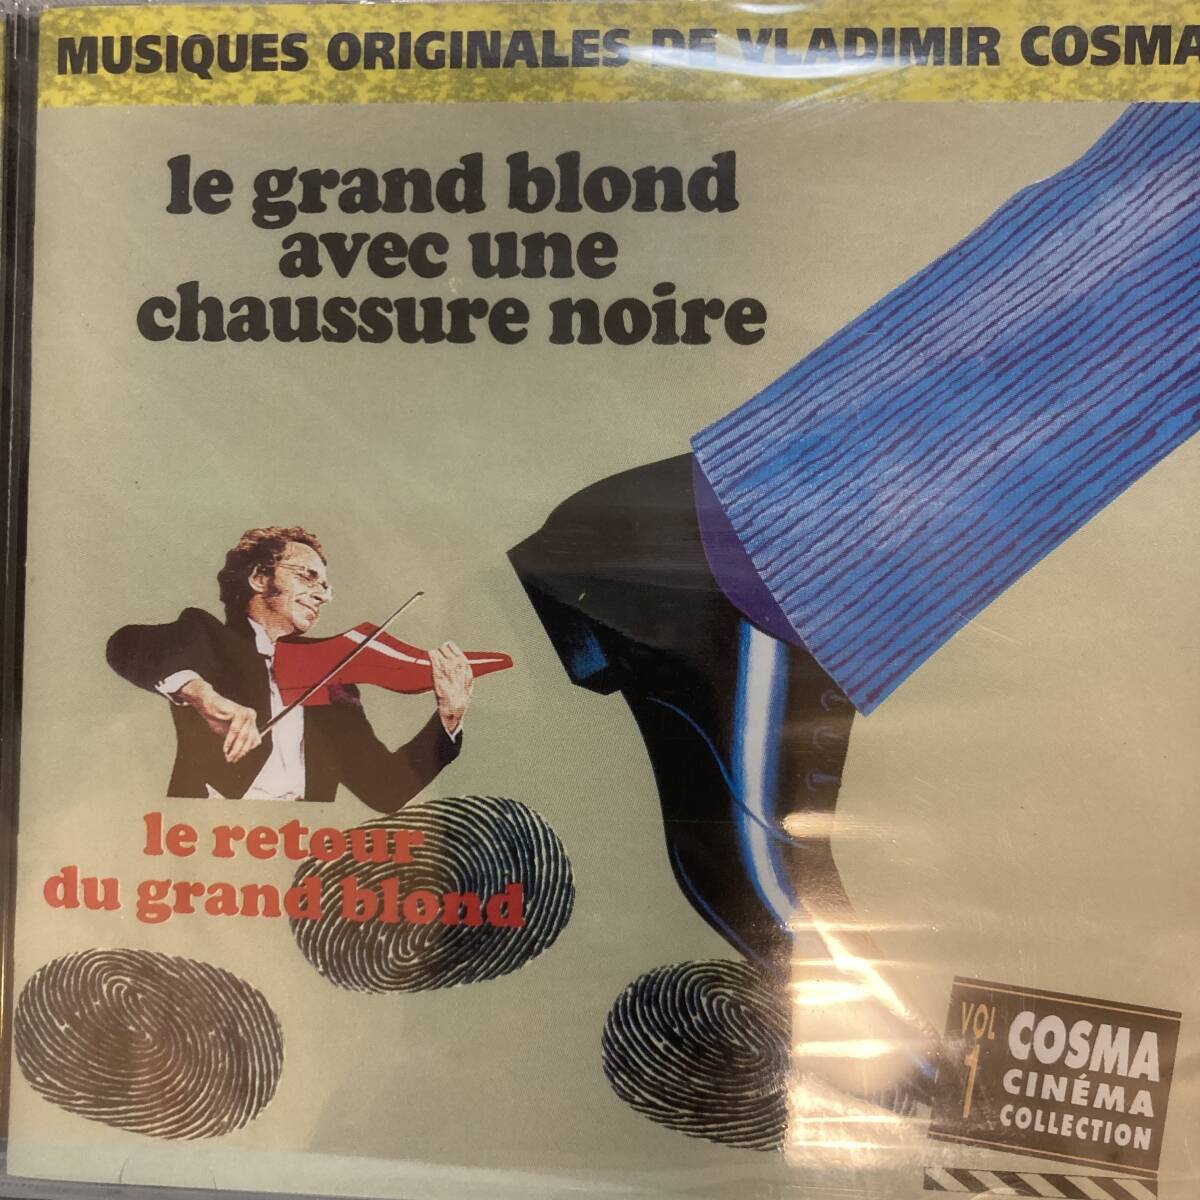 MUSIQUES ORIGINALES DE VLADIMIR COSMA
le grand blond
avec une
chaussure noire
le retour
du grand blond
VOL 1
COSMA
CINÉMA
COLLECTION